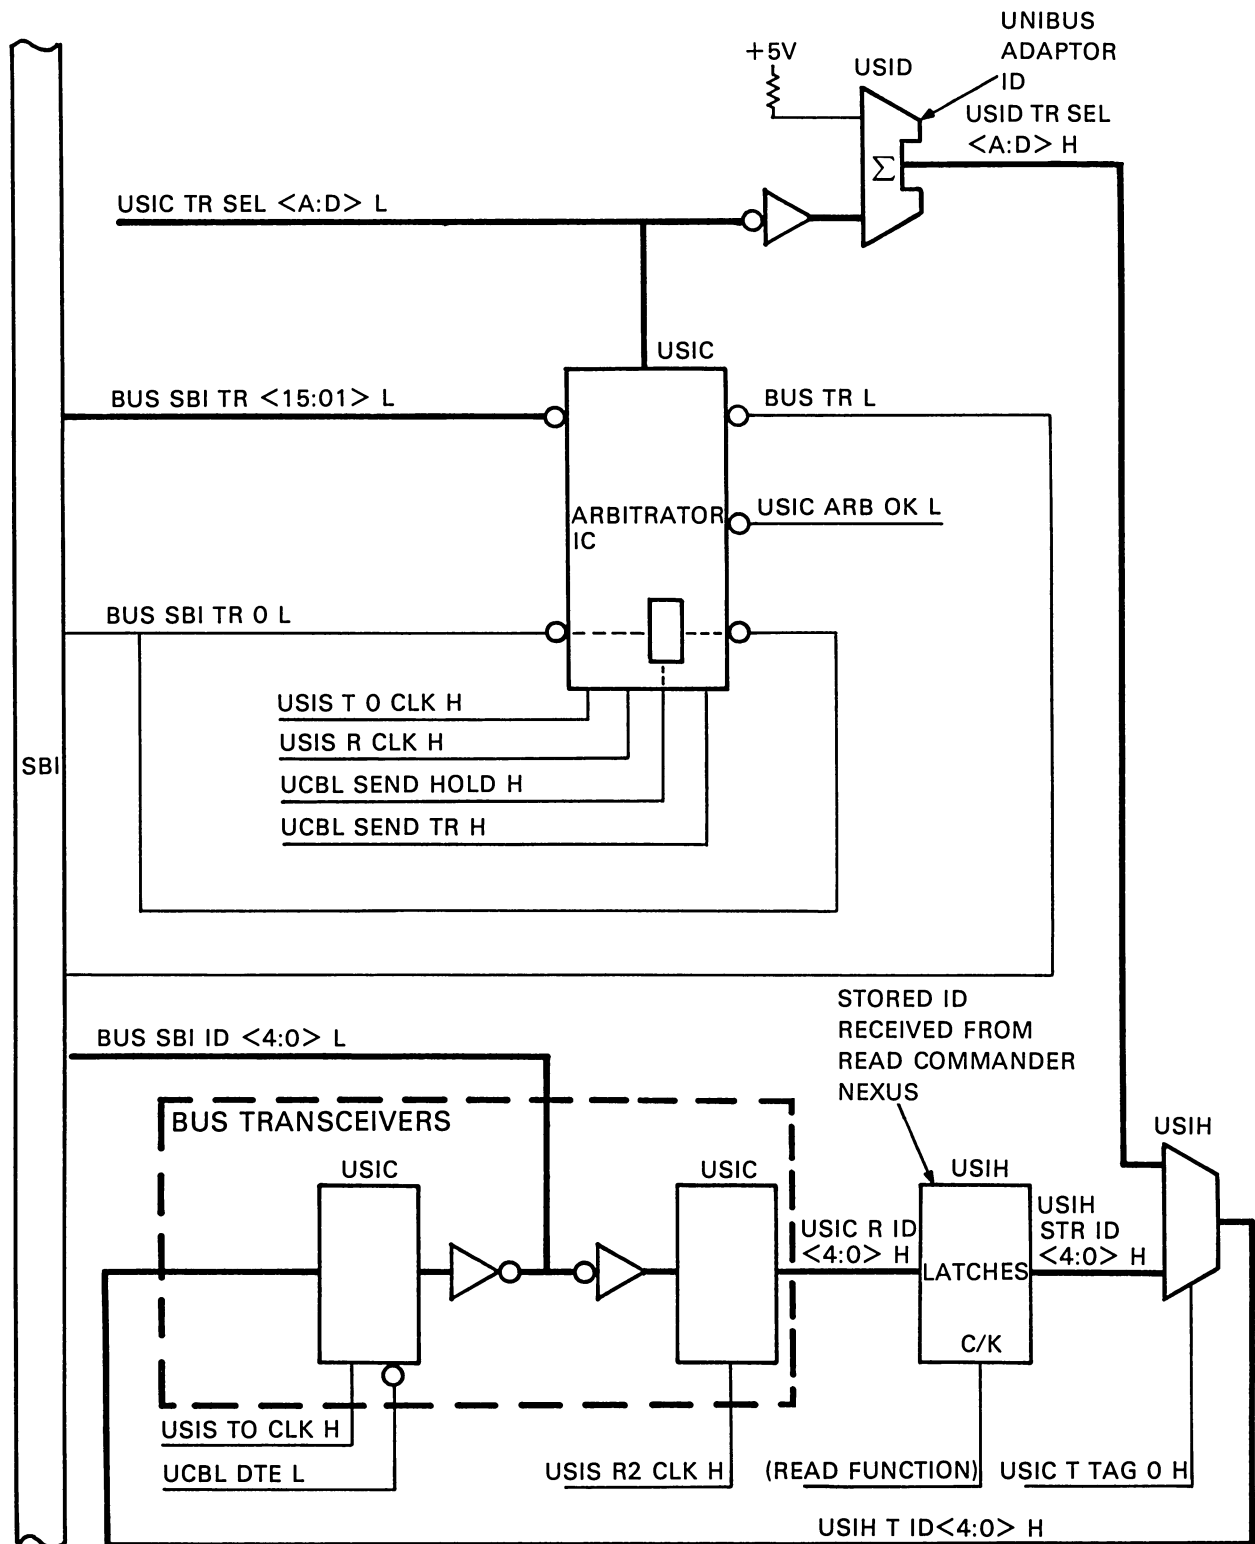 UNIBUS
ADAPTOR
ID
+5V
USID
USID TR SEL
<A:D> H
Σ
USIC TR SEL <A:D> L
USIC
BUS SBI TR <15:01> L
BUS TR L
ARBITRATOR
IC
USIC ARB OK L
BUS SBI TR 0 L
USIS T 0 CLK H
USIS R CLK H
SBI
UCBL SEND HOLD H
UCBL SEND TR H
STORED ID
RECEIVED FROM
READ COMMANDER
NEXUS
BUS SBI ID <4:0> L
BUS TRANSCEIVERS
USIH
USIC
USIC
USIH
USIC R ID
<4:0> H
USIH
STR ID
<4:0> H
LATCHES
C/K
USIS TO CLK H
UCBL DTE L
USIS R2 CLK H
(READ FUNCTION)
USIC T TAG 0 H
USIH T ID<4:0> H